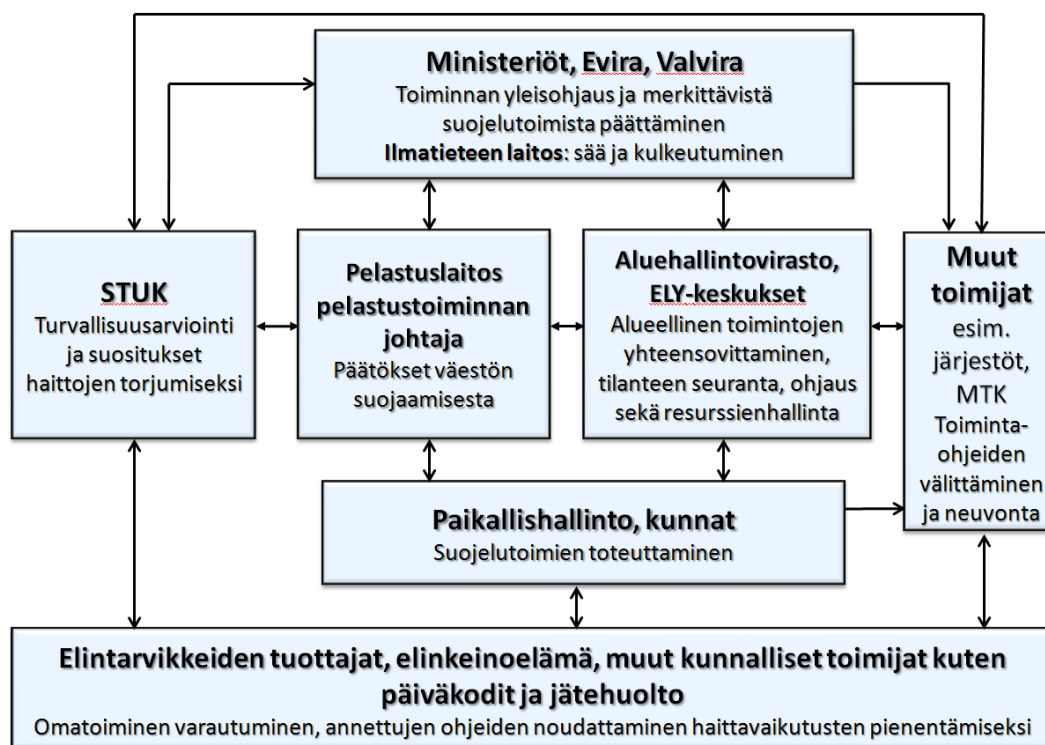 Ministeriöt, Evira, Valvira
Toiminnan yleisohjaus ja merkittävistä
suojelutoimista päättäminen
Ilmatieteen laitos: sää ja kulkeutuminen
STUK
Turvallisuusarviointi
ja suositukset
haittojen torjumiseksi
Pelastuslaitos
pelastustoiminnan
johtaja
Päätökset väestön
suojaamisesta
Aluehallintovirasto,
ELY-keskukset
Alueellinen toimintojen
yhteensovittaminen,
tilanteen seuranta, ohjaus
sekä resurssienhallinta
Muut
toimijat
esim.
järjestöt,
MTK
Toiminta-
ohjeiden
välittäminen
ja neuvonta
Paikallishallinto, kunnat
Suojelutoimien toteuttaminen
Elintarvikkeiden tuottajat, elinkeinoelämä, muut kunnalliset toimijat kuten
päiväkodit ja jätehuolto
Omatoiminen varautuminen, annettujen ohjeiden noudattaminen haittavaikutusten pienentämiseksi